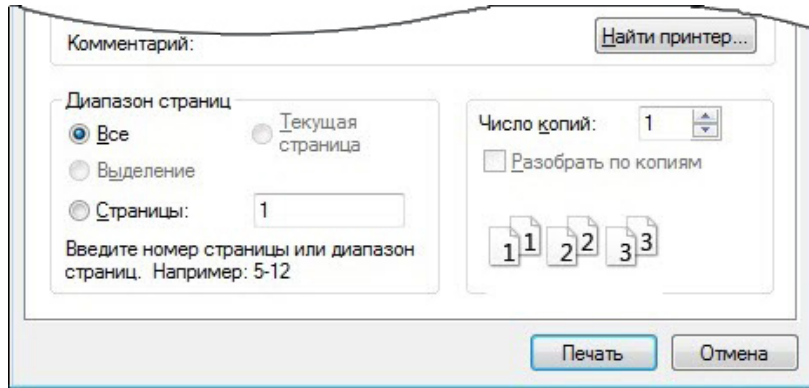 Комментарий:
Найти принтер...
Диапазон страниц
Все
Текущая
страница
Выделение
Страницы: 1
Введите номер страницы или диапазон
страниц. Например: 5-12
Число копий: 1
Разобрать по копиям
1 1 2 2 3 3
Печать
Отмена